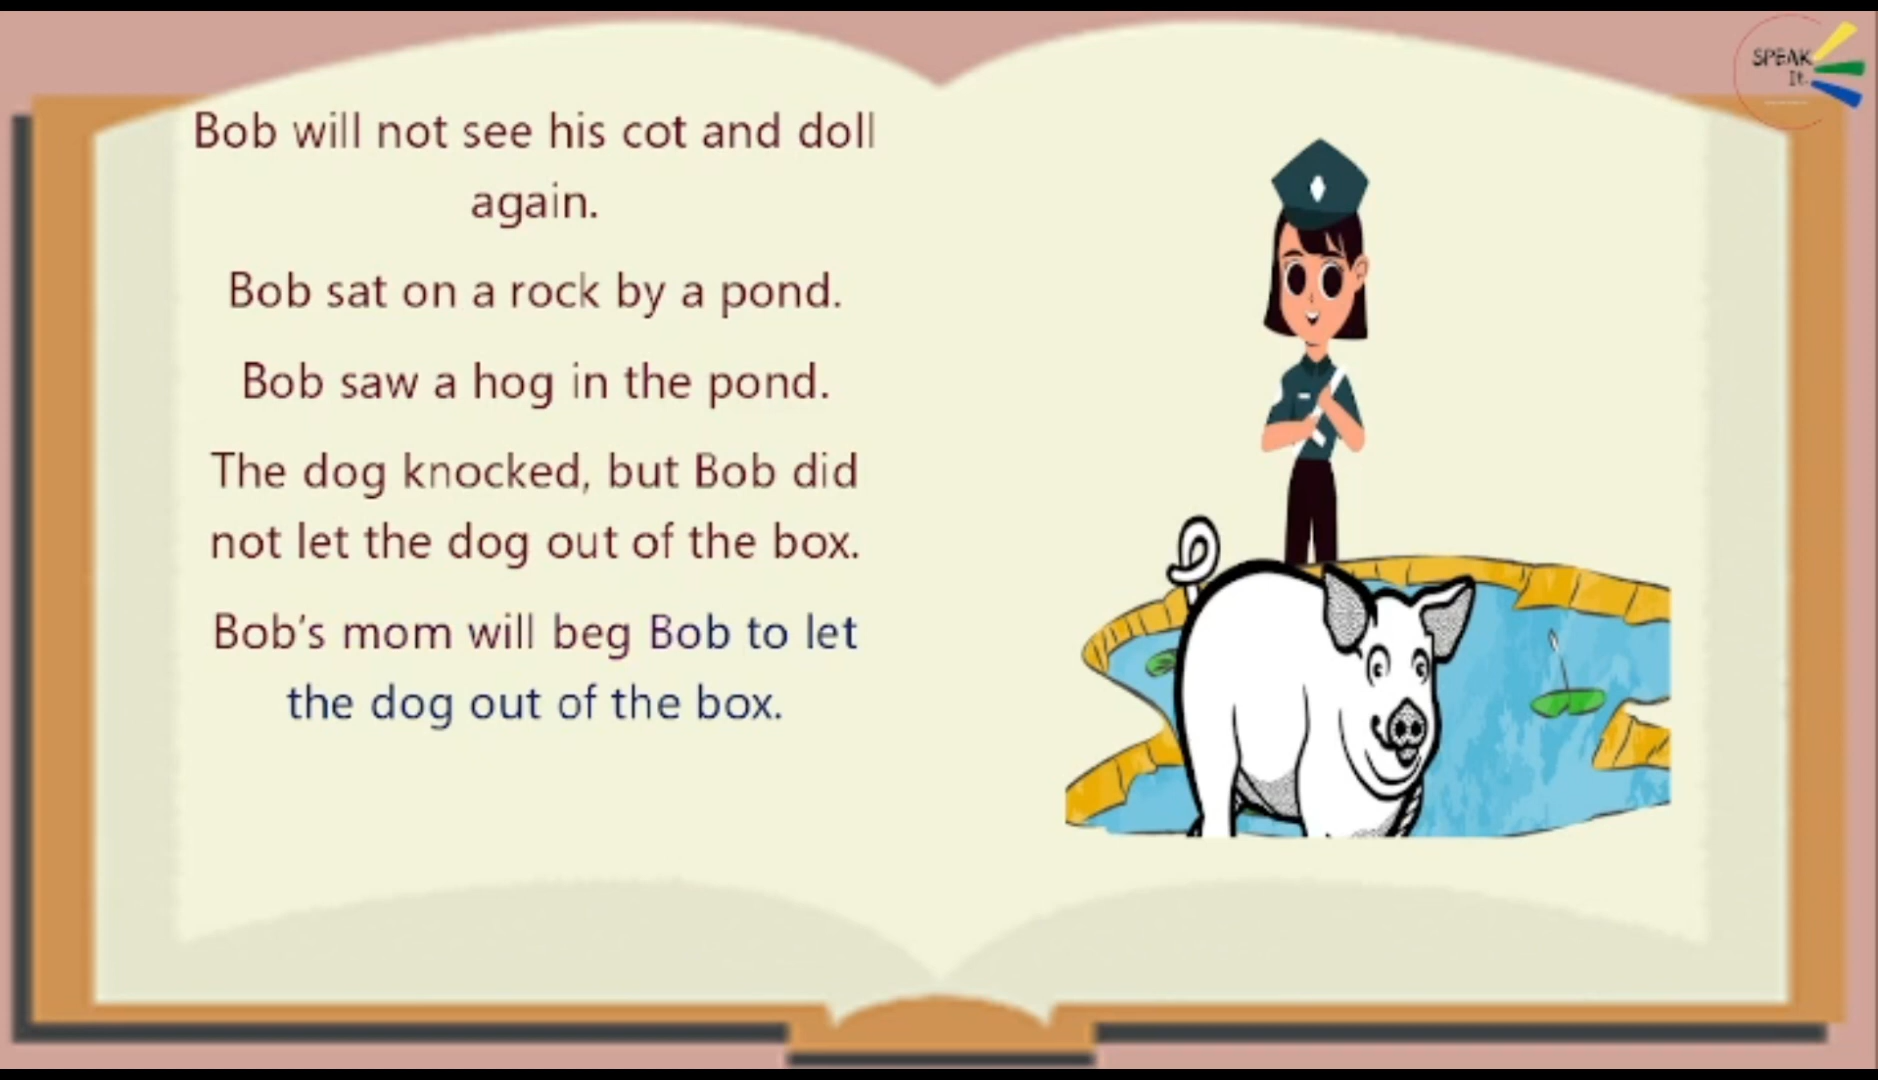 Bob will not see his cot and doll
again.
Bob sat on a rock by a pond.
Bob saw a hog in the pond.
The dog knocked, but Bob did
not let the dog out of the box.
Bob's mom will beg Bob to let
the dog out of the box.
SPEAK
It.